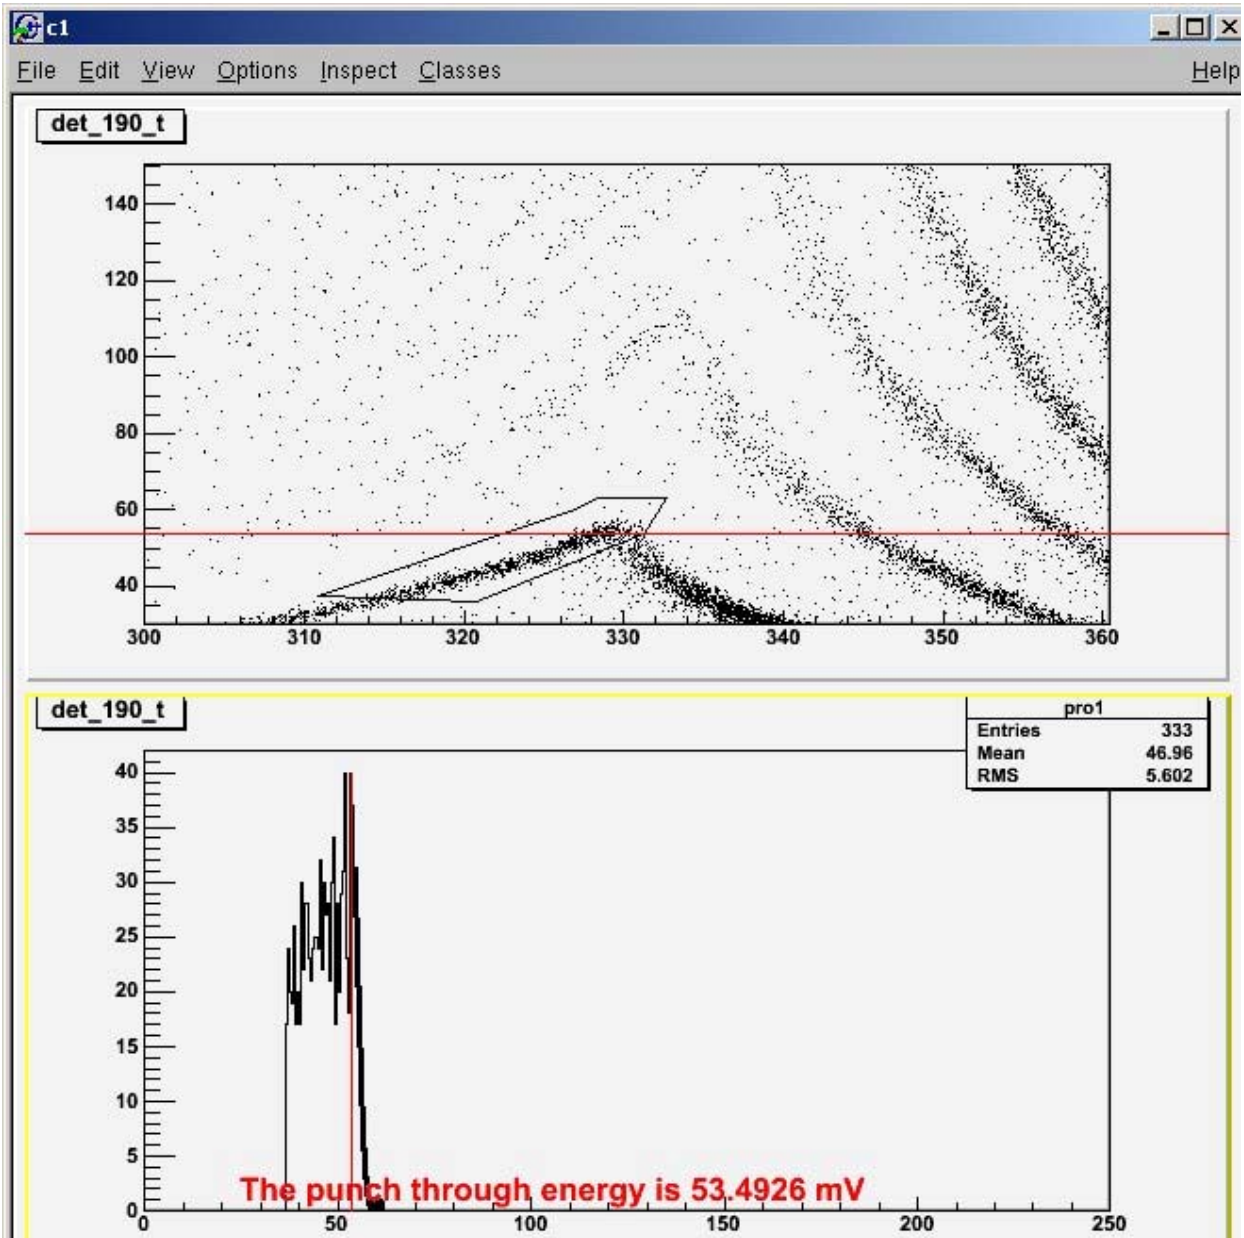 c1
File Edit View Options Inspect Classes Help
det_190_t
140
120
100
80
60
40
300 310 320 330 340 350 360
det_190_t
pro1
Entries 333
Mean 46.96
RMS 5.602
40
35
30
25
20
15
10
5
0
The punch through energy is 53.4926 mV
0 50 100 150 200 250